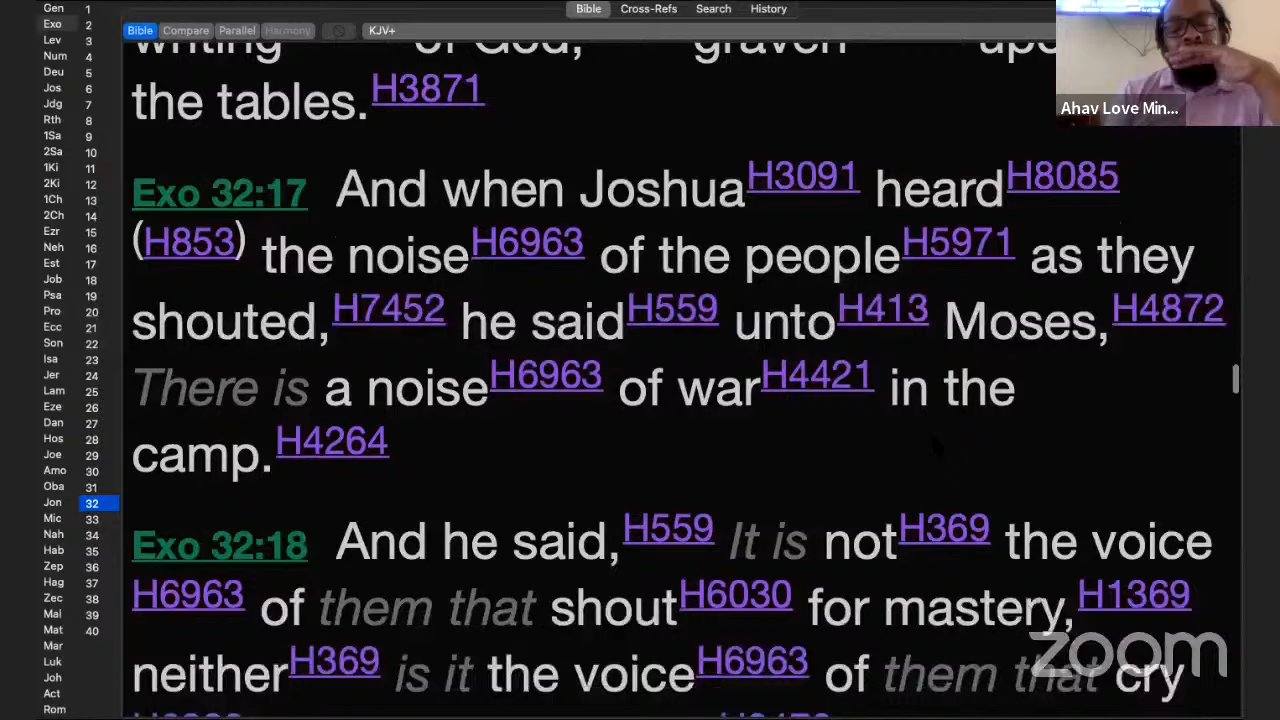 Bible Cross-Refs Search History
Bible Compare Parallel Harmony KJV+
Gen 1
Exo 2
Lev 3
Num 4
Deu 5
Jos 6
Jdg 7
Rth 8
1Sa 9
2Sa 10
1Ki 11
2Ki 12
1Ch 13
2Ch 14
Ezr 15
Neh 16
Est 17
Job 18
Psa 19
Pro 20
Ecc 21
Son 22
Isa 23
Jer 24
Lam 25
Eze 26
Dan 27
Hos 28
Joe 29
Amo 30
Oba 31
Jon 32
Mic 33
Nah 34
Hab 35
Zep 36
Hag 37
Zec 38
Mal 39
Mat 40
Mar
Luk
Joh
Act
Rom
writing of God, graven upo
the tables. H3871
Exo 32:17 And when Joshua H3091 heard H8085
(H853) the noise H6963 of the people H5971 as they
shouted, H7452 he said H559 unto H413 Moses, H4872
There is a noise H6963 of war H4421 in the
camp. H4264
Exo 32:18 And he said, H559 It is not H369 the voice
H6963 of them that shout H6030 for mastery, H1369
neither H369 is it the voice H6963 of them that cry
Ahav Love Min...
zoom